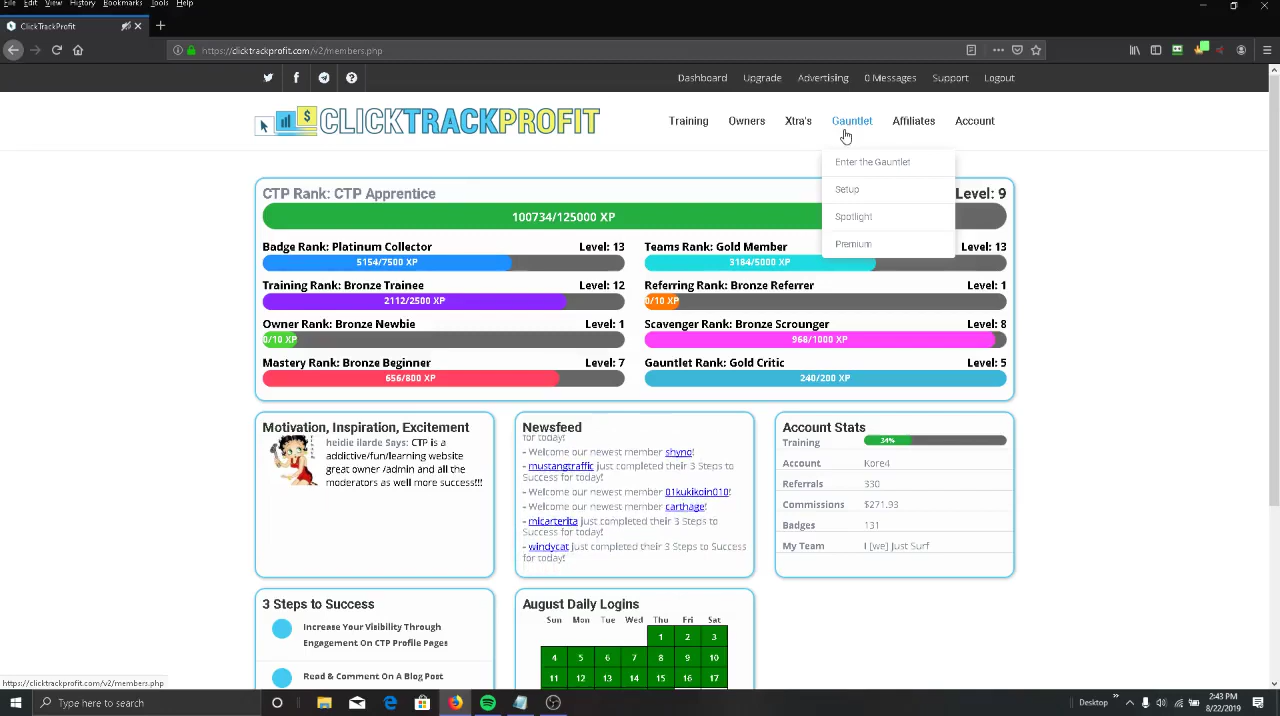 File Edit View History Bookmarks Tools Help
ClickTrackProfit
https://clicktrackprofit.com/v2/members.php
Dashboard Upgrade Advertising 0 Messages Support Logout
CLICKTRACKPROFIT
Training Owners Xtra's Gauntlet Affiliates Account
Enter the Gauntlet
Setup
Spotlight
Premium
CTP Rank: CTP Apprentice Level: 9
100734/125000 XP
Badge Rank: Platinum Collector Level: 13
5154/7500 XP
Teams Rank: Gold Member Level: 13
3184/5000 XP
Training Rank: Bronze Trainee Level: 12
2112/2500 XP
Referring Rank: Bronze Referrer Level: 1
0/10 XP
Owner Rank: Bronze Newbie Level: 1
0/10 XP
Scavenger Rank: Bronze Scrounger Level: 8
968/1000 XP
Mastery Rank: Bronze Beginner Level: 7
656/800 XP
Gauntlet Rank: Gold Critic Level: 5
240/200 XP
Motivation, Inspiration, Excitement
heidie ilarde Says: CTP is a
addictive/fun/learning website
great owner /admin and all the
moderators as well more success!!!
Newsfeed
for today!
- Welcome our newest member shyno!
- mustangtraffic just completed their 3 Steps to
Success for today!
- Welcome our newest member 01kukikoin010!
- Welcome our newest member carthage!
- micarterlta just completed their 3 Steps to
Success for today!
- windycat just completed their 3 Steps to Success
for today!
Account Stats
Training 34%
Account Kore4
Referrals 330
Commissions $271.93
Badges 131
My Team I [we] Just Surf
3 Steps to Success
Increase Your Visibility Through
Engagement On CTP Profile Pages
Read & Comment On A Blog Post
August Daily Logins
Sun Mon Tue Wed Thu Fri Sat
1 2 3
4 5 6 7 8 9 10
11 12 13 14 15 16 17
https://clicktrackprofit.com/v2/members.php
Type here to search
Desktop
2:43 PM
8/22/2019